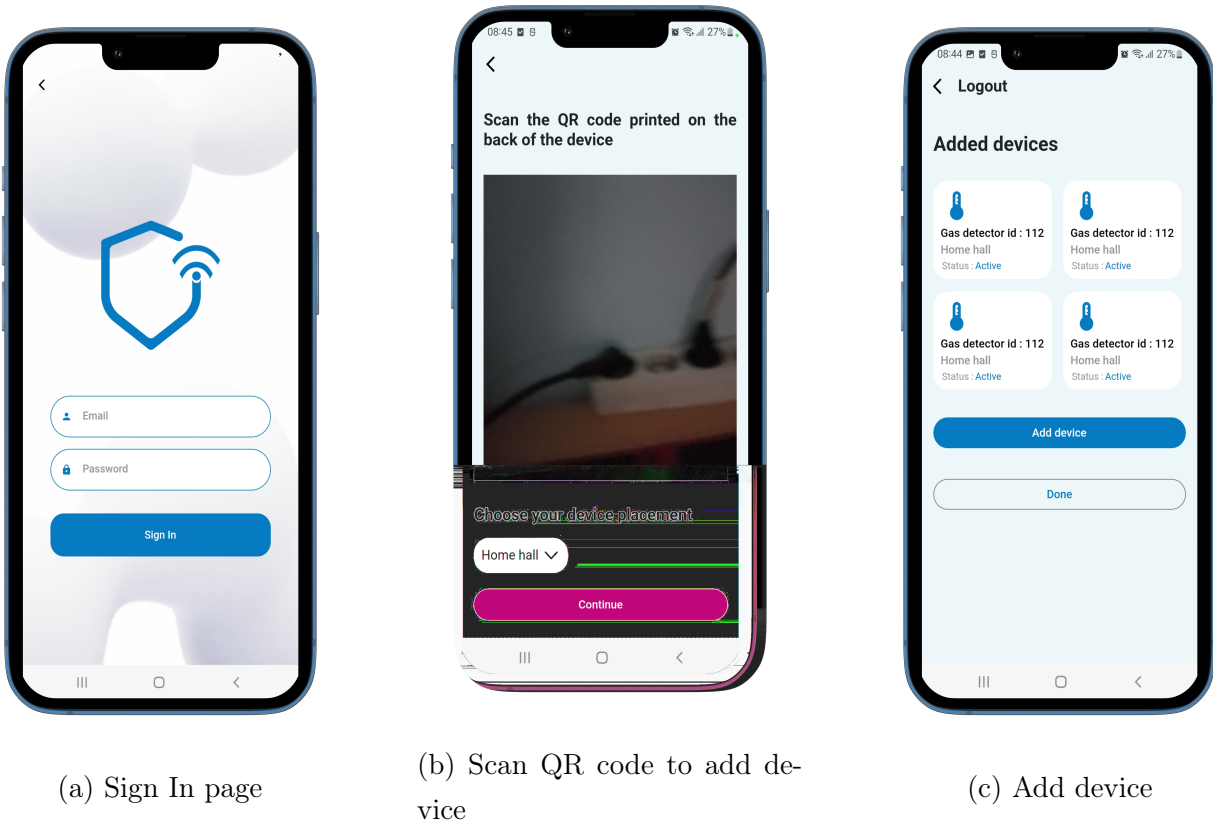 Email
Password
Sign In
(a) Sign In page
08:45
27%
Scan the QR code printed on the
back of the device
Choose your device placement
Home hall
Continue
(b) Scan QR code to add de-
vice
08:44
27%
Logout
Added devices
Gas detector id : 112
Home hall
Status : Active
Gas detector id : 112
Home hall
Status : Active
Gas detector id : 112
Home hall
Status : Active
Gas detector id : 112
Home hall
Status : Active
Add device
Done
(c) Add device